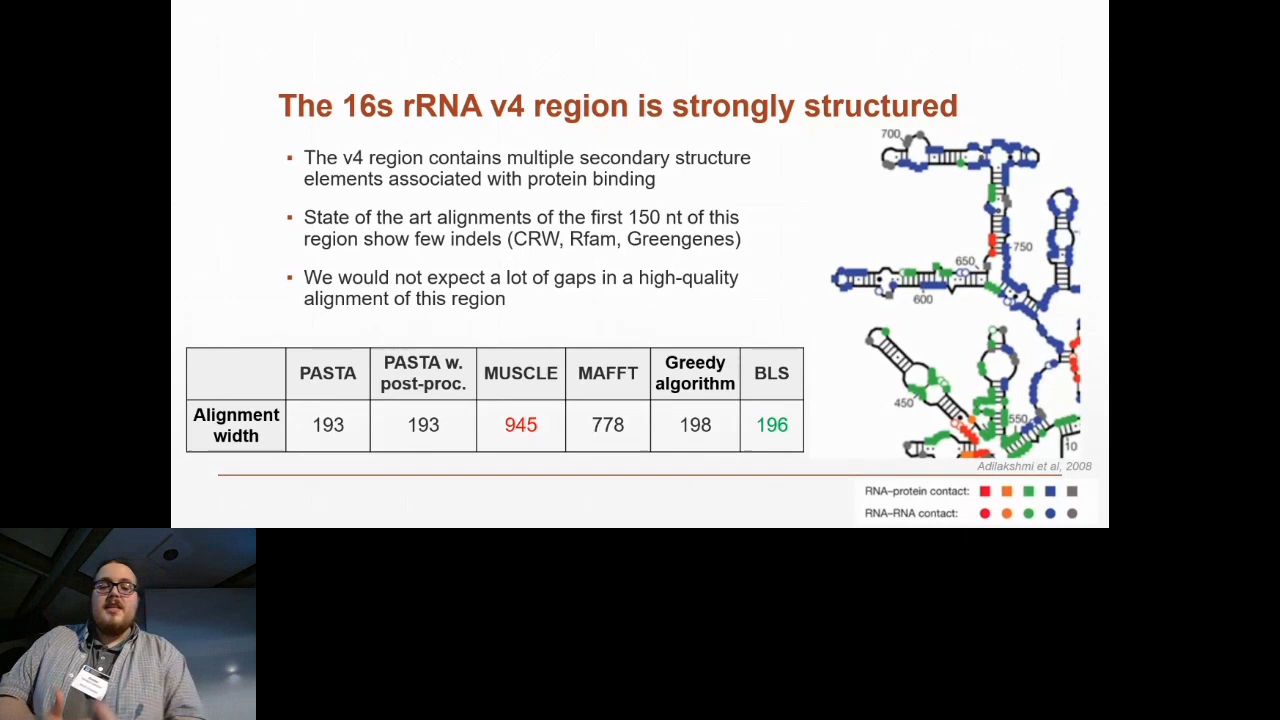 The 16s rRNA v4 region is strongly structured
▪ The v4 region contains multiple secondary structure
elements associated with protein binding
▪ State of the art alignments of the first 150 nt of this
region show few indels (CRW, Rfam, Greengenes)
▪ We would not expect a lot of gaps in a high-quality
alignment of this region
PASTA
PASTA w.
post-proc.
MUSCLE
MAFFT
Greedy
algorithm
BLS
Alignment
width
193
193
945
778
198
196
700
750
650
600
450
550
10
Adilakshmi et al, 2008
RNA–protein contact:
RNA–RNA contact: